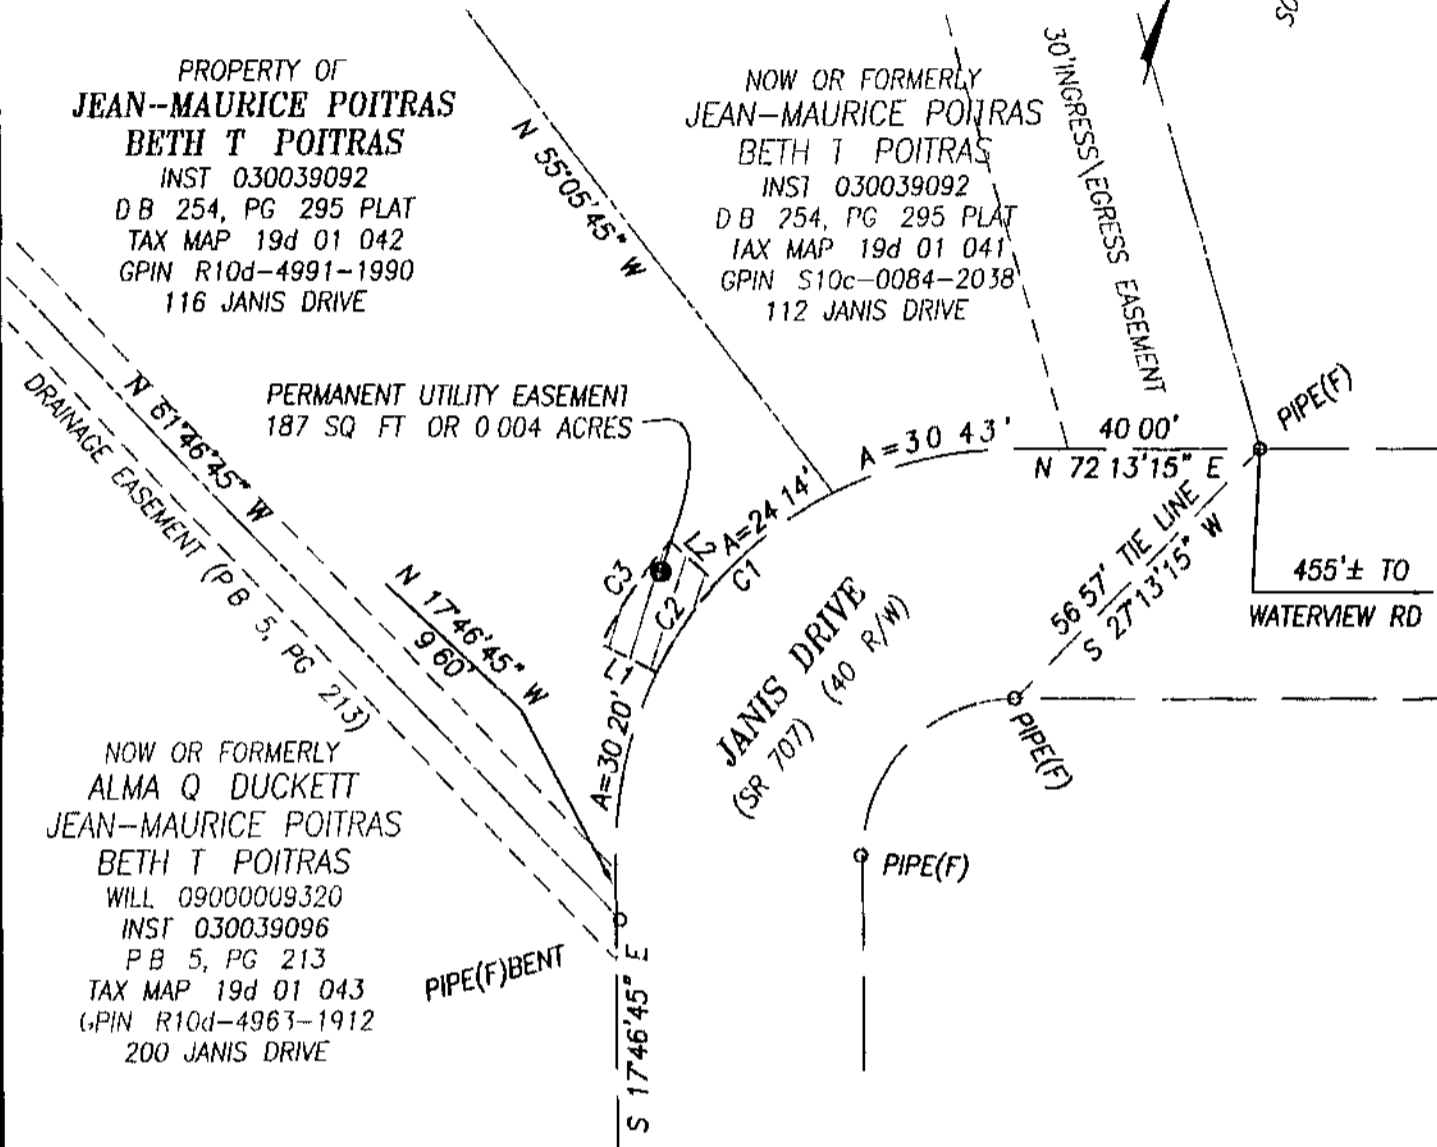 PROPERTY OF
JEAN--MAURICE POITRAS
BETH T POITRAS
INST 030039092
DB 254, PG 295 PLAT
TAX MAP 19d 01 042
GPIN R10d-4991-1990
116 JANIS DRIVE
N 55°05'45" W
NOW OR FORMERLY
JEAN-MAURICE POITRAS
BETH T POITRAS
INST 030039092
DB 254, PG 295 PLAT
TAX MAP 19d 01 041
GPIN S10c-0084-2038
112 JANIS DRIVE
30' INGRESS\EGRESS EASEMENT
SO
PERMANENT UTILITY EASEMENT
187 SQ FT OR 0 004 ACRES
N 61°46'45" W
DRAINAGE EASEMENT (PB 5, PG 213)
N 17°46'45" W
9 60'
A=30 43'
40 00'
N 72 13'15" E
PIPE(F)
A=24 14'
C1
L2
C3
C2
L1
A=30 20'
56 57' TIE LINE
S 27°13'15" W
455'± TO
WATERVIEW RD
JANIS DRIVE
(SR 707) (40 R/W)
PIPE(F)
PIPE(F)
NOW OR FORMERLY
ALMA Q DUCKETT
JEAN-MAURICE POITRAS
BETH T POITRAS
WILL 09000009320
INST 030039096
PB 5, PG 213
TAX MAP 19d 01 043
GPIN R10d-4963-1912
200 JANIS DRIVE
PIPE(F)BENT
S 17°46'45" E